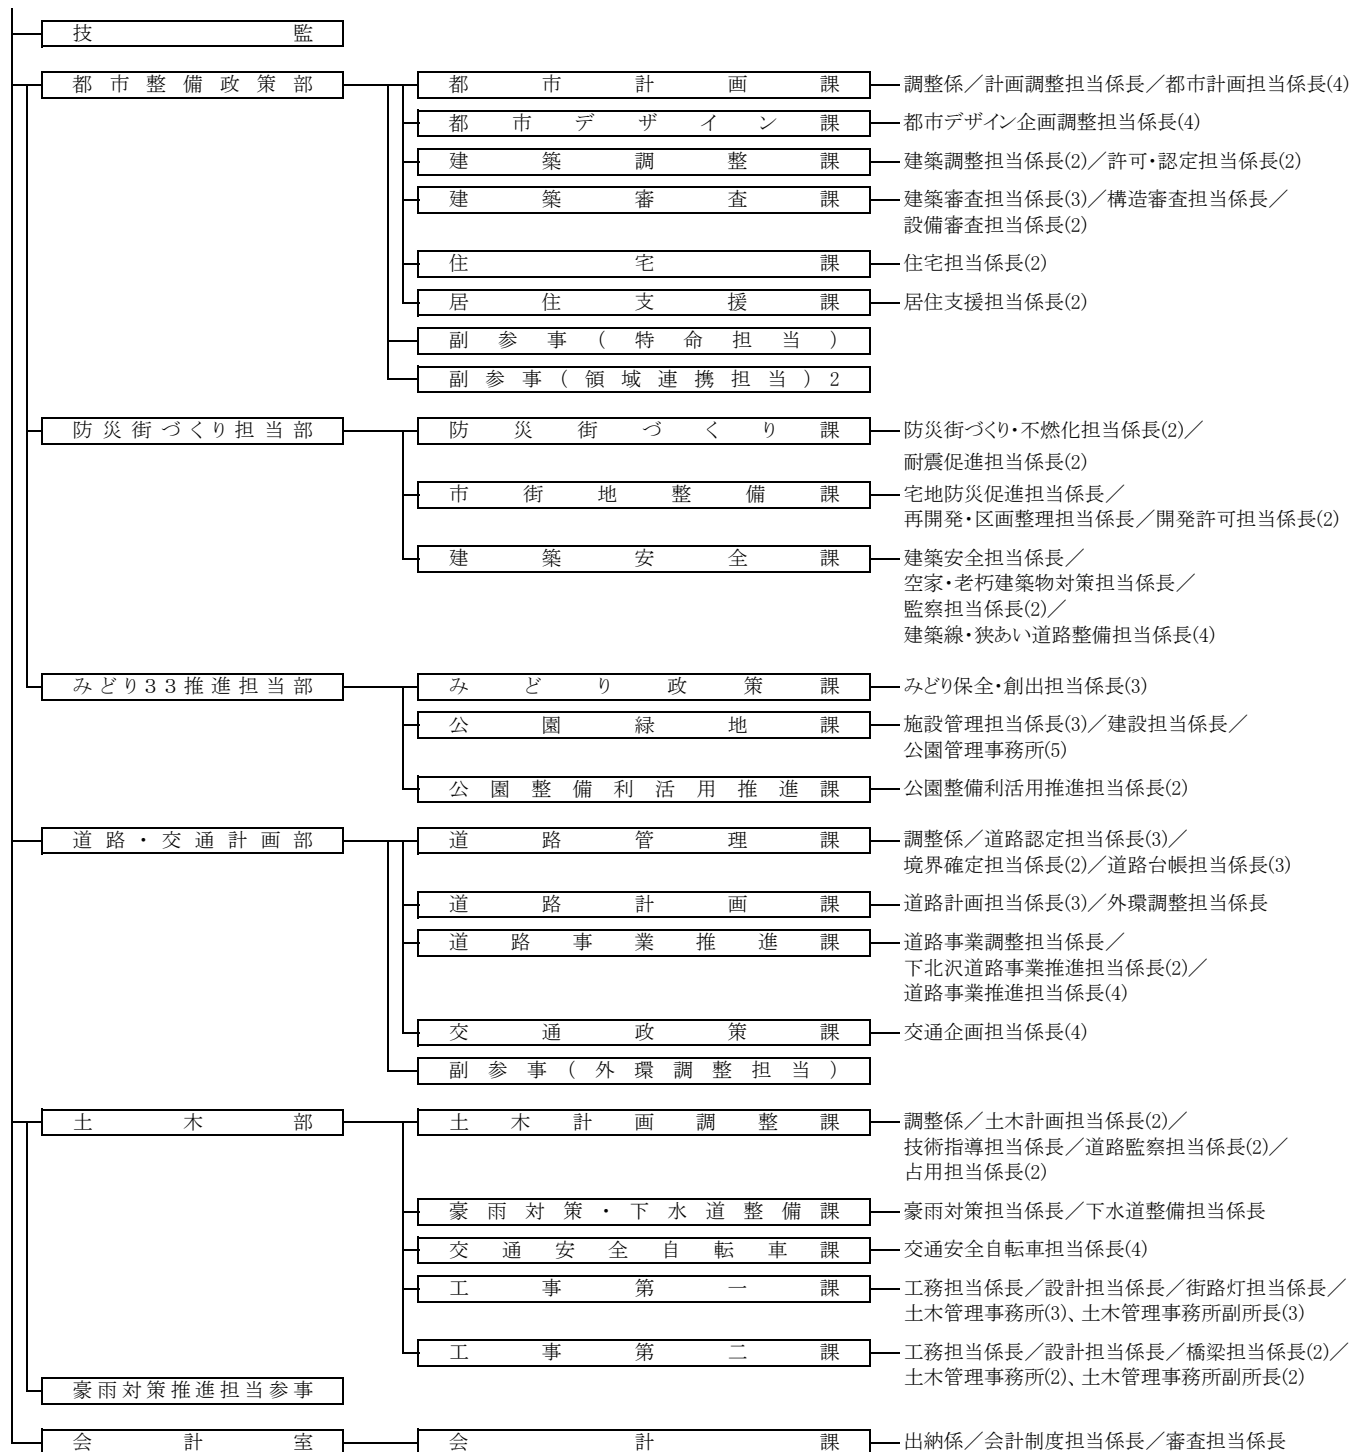 技監
都市整備政策部 都市計画課 調整係／計画調整担当係長／都市計画担当係長(4)
都市デザイン課 都市デザイン企画調整担当係長(4)
建築調整課 建築調整担当係長(2)／許可・認定担当係長(2)
建築審査課 建築審査担当係長(3)／構造審査担当係長／
設備審査担当係長(2)
住宅課 住宅担当係長(2)
居住支援課 居住支援担当係長(2)
副参事(特命担当)
副参事(領域連携担当)2
防災街づくり担当部 防災街づくり課 防災街づくり・不燃化担当係長(2)／
耐震促進担当係長(2)
市街地整備課 宅地防災促進担当係長／
再開発・区画整理担当係長／開発許可担当係長(2)
建築安全課 建築安全担当係長／
空家・老朽建築物対策担当係長／
監察担当係長(2)／
建築線・狭あい道路整備担当係長(4)
みどり33推進担当部 みどり政策課 みどり保全・創出担当係長(3)
公園緑地課 施設管理担当係長(3)／建設担当係長／
公園管理事務所(5)
公園整備利活用推進課 公園整備利活用推進担当係長(2)
道路・交通計画部 道路管理課 調整係／道路認定担当係長(3)／
境界確定担当係長(2)／道路台帳担当係長(3)
道路計画課 道路計画担当係長(3)／外環調整担当係長
道路事業推進課 道路事業調整担当係長／
下北沢道路事業推進担当係長(2)／
道路事業推進担当係長(4)
交通政策課 交通企画担当係長(4)
副参事(外環調整担当)
土木部 土木計画調整課 調整係／土木計画担当係長(2)／
技術指導担当係長／道路監察担当係長(2)／
占用担当係長(2)
豪雨対策・下水道整備課 豪雨対策担当係長／下水道整備担当係長
交通安全自転車課 交通安全自転車担当係長(4)
工事第一課 工務担当係長／設計担当係長／街路灯担当係長／
土木管理事務所(3)、土木管理事務所副所長(3)
工事第二課 工務担当係長／設計担当係長／橋梁担当係長(2)／
土木管理事務所(2)、土木管理事務所副所長(2)
豪雨対策推進担当参事
会計室 会計課 出納係／会計制度担当係長／審査担当係長